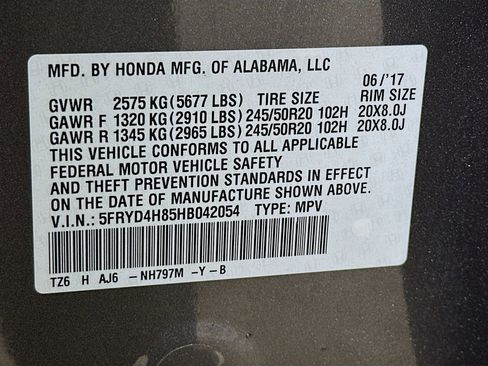 MFD. BY HONDA MFG. OF ALABAMA, LLC
06/'17
GVWR 2575 KG (5677 LBS) TIRE SIZE RIM SIZE
GAWR F 1320 KG (2910 LBS) 245/50R20 102H 20X8.0J
GAWR R 1345 KG (2965 LBS) 245/50R20 102H 20X8.0J
THIS VEHICLE CONFORMS TO ALL APPLICABLE
FEDERAL MOTOR VEHICLE SAFETY
AND THEFT PREVENTION STANDARDS IN EFFECT
ON THE DATE OF MANUFACTURE SHOWN ABOVE.
V.I.N.: 5FRYD4H85HB042054 TYPE: MPV
TZ6 H AJ6 -NH797M -Y-B